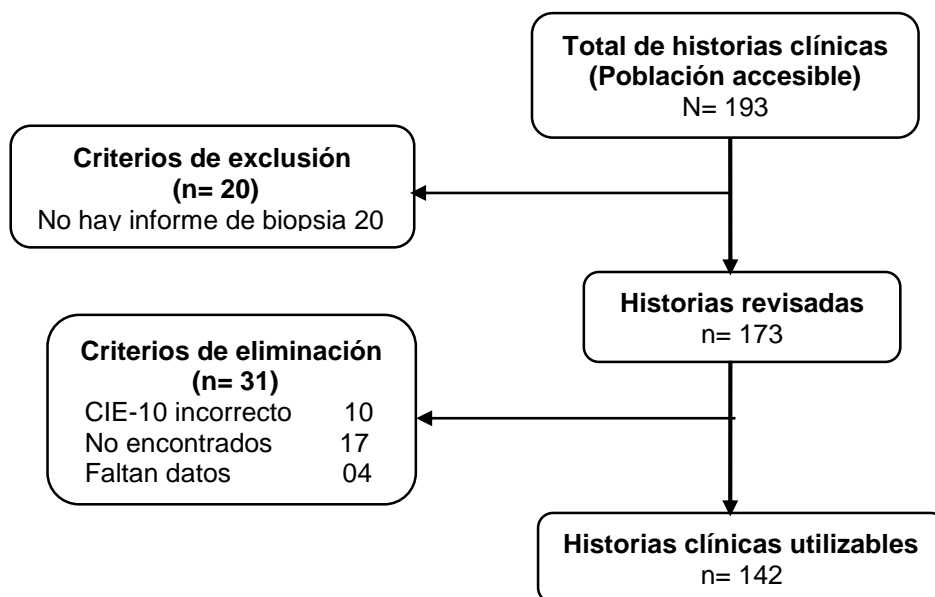 Total de historias clínicas
(Población accesible)
N= 193
Criterios de exclusión
(n= 20)
No hay informe de biopsia 20
Historias revisadas
n= 173
Criterios de eliminación
(n= 31)
CIE-10 incorrecto 10
No encontrados 17
Faltan datos 04
Historias clínicas utilizables
n= 142